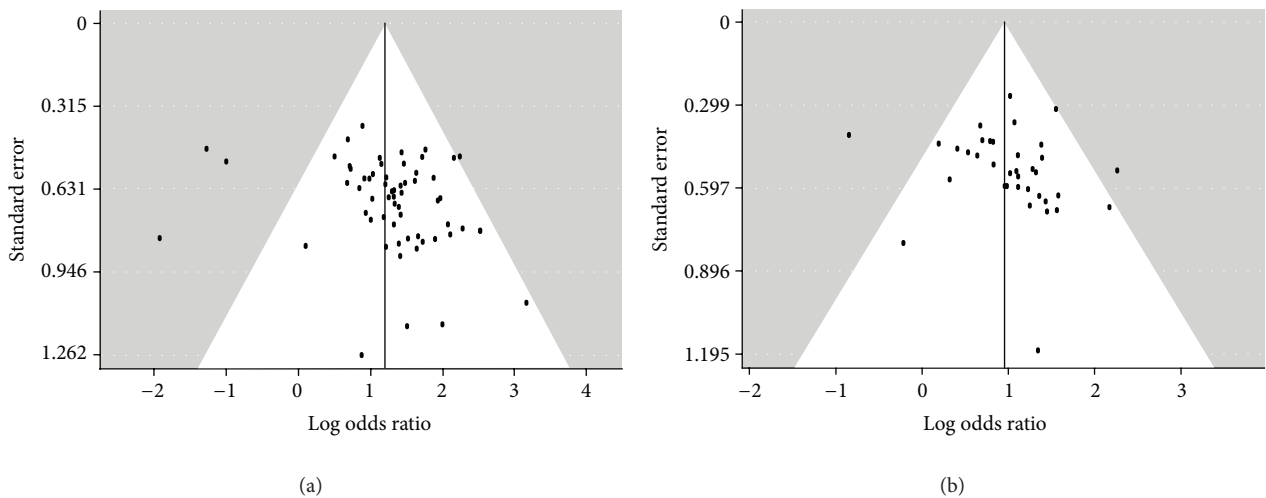 0
0.315
0.631
0.946
1.262
Standard error
−2 −1 0 1 2 3 4
Log odds ratio
(a)
0
0.299
0.597
0.896
1.195
Standard error
−2 −1 0 1 2 3
Log odds ratio
(b)